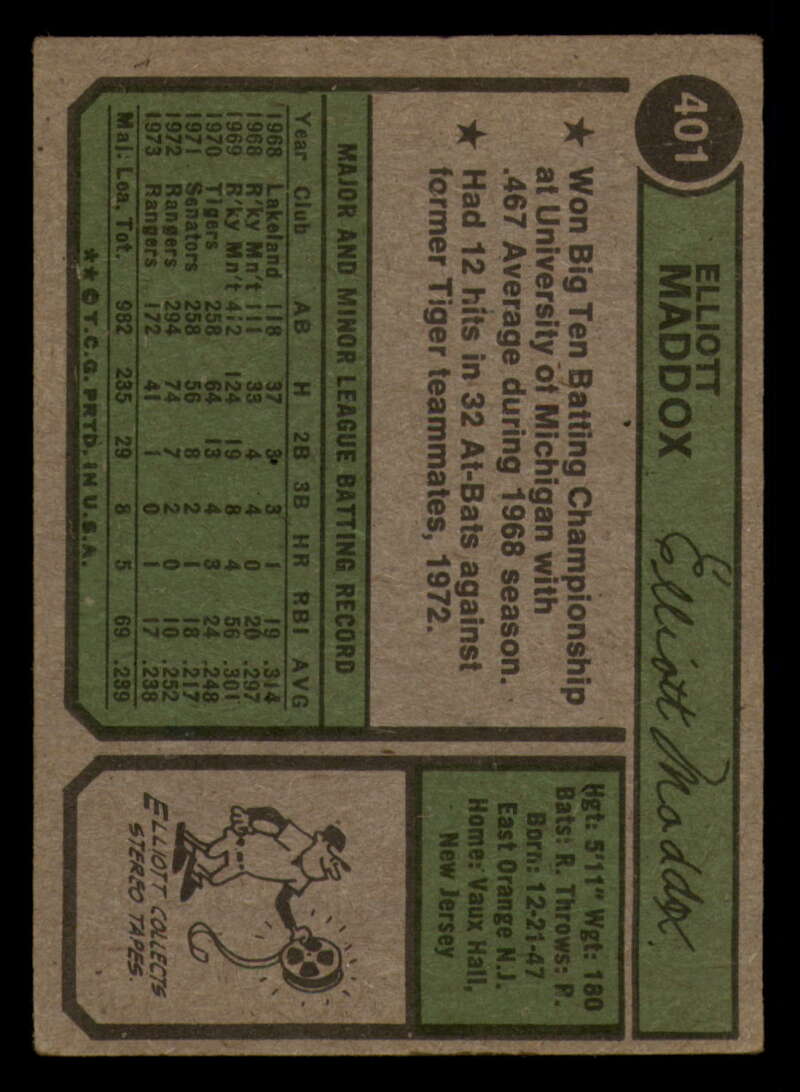 401
ELLIOTT
MADDOX
Elliott Maddox
★ Won Big Ten Batting Championship
at University of Michigan with
.467 Average during 1968 season.
★ Had 12 hits in 32 At-Bats against
former Tiger teammates, 1972.
Hgt: 5'11" Wgt: 180
Bats: R. Throws: R.
Born: 12-21-47
East Orange N.J.
Home: Vaux Hall,
New Jersey
MAJOR AND MINOR LEAGUE BATTING RECORD
Year Club AB H 2B 3B HR RBI AVG
1968 Lakeland 118 37 3 3 1 19 .314
1968 R'ky Mn't 111 33 4 4 0 20 .297
1969 R'ky Mn't 412 124 19 8 4 56 .301
1970 Tigers 258 64 13 4 3 24 .248
1971 Senators 258 56 8 2 1 18 .217
1972 Rangers 294 74 7 2 0 10 .252
1973 Rangers 172 41 1 0 1 17 .238
Maj. Lea. Tot. 982 235 29 8 5 69 .239
★★ © T.C.G. PRTD. IN U.S.A.
ELLIOTT COLLECTS
STEREO TAPES.